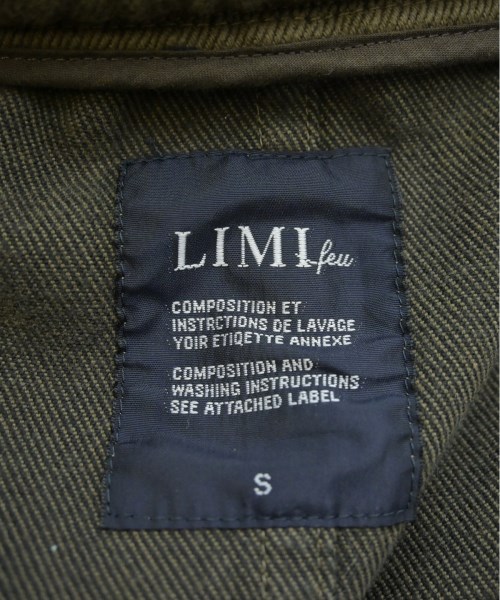 LIMI feu
COMPOSITION ET
INSTRCTIONS DE LAVAGE
YOIR ETIQETTE ANNEXE
COMPOSITION AND
WASHING INSTRUCTIONS
SEE ATTACHED LABEL
S